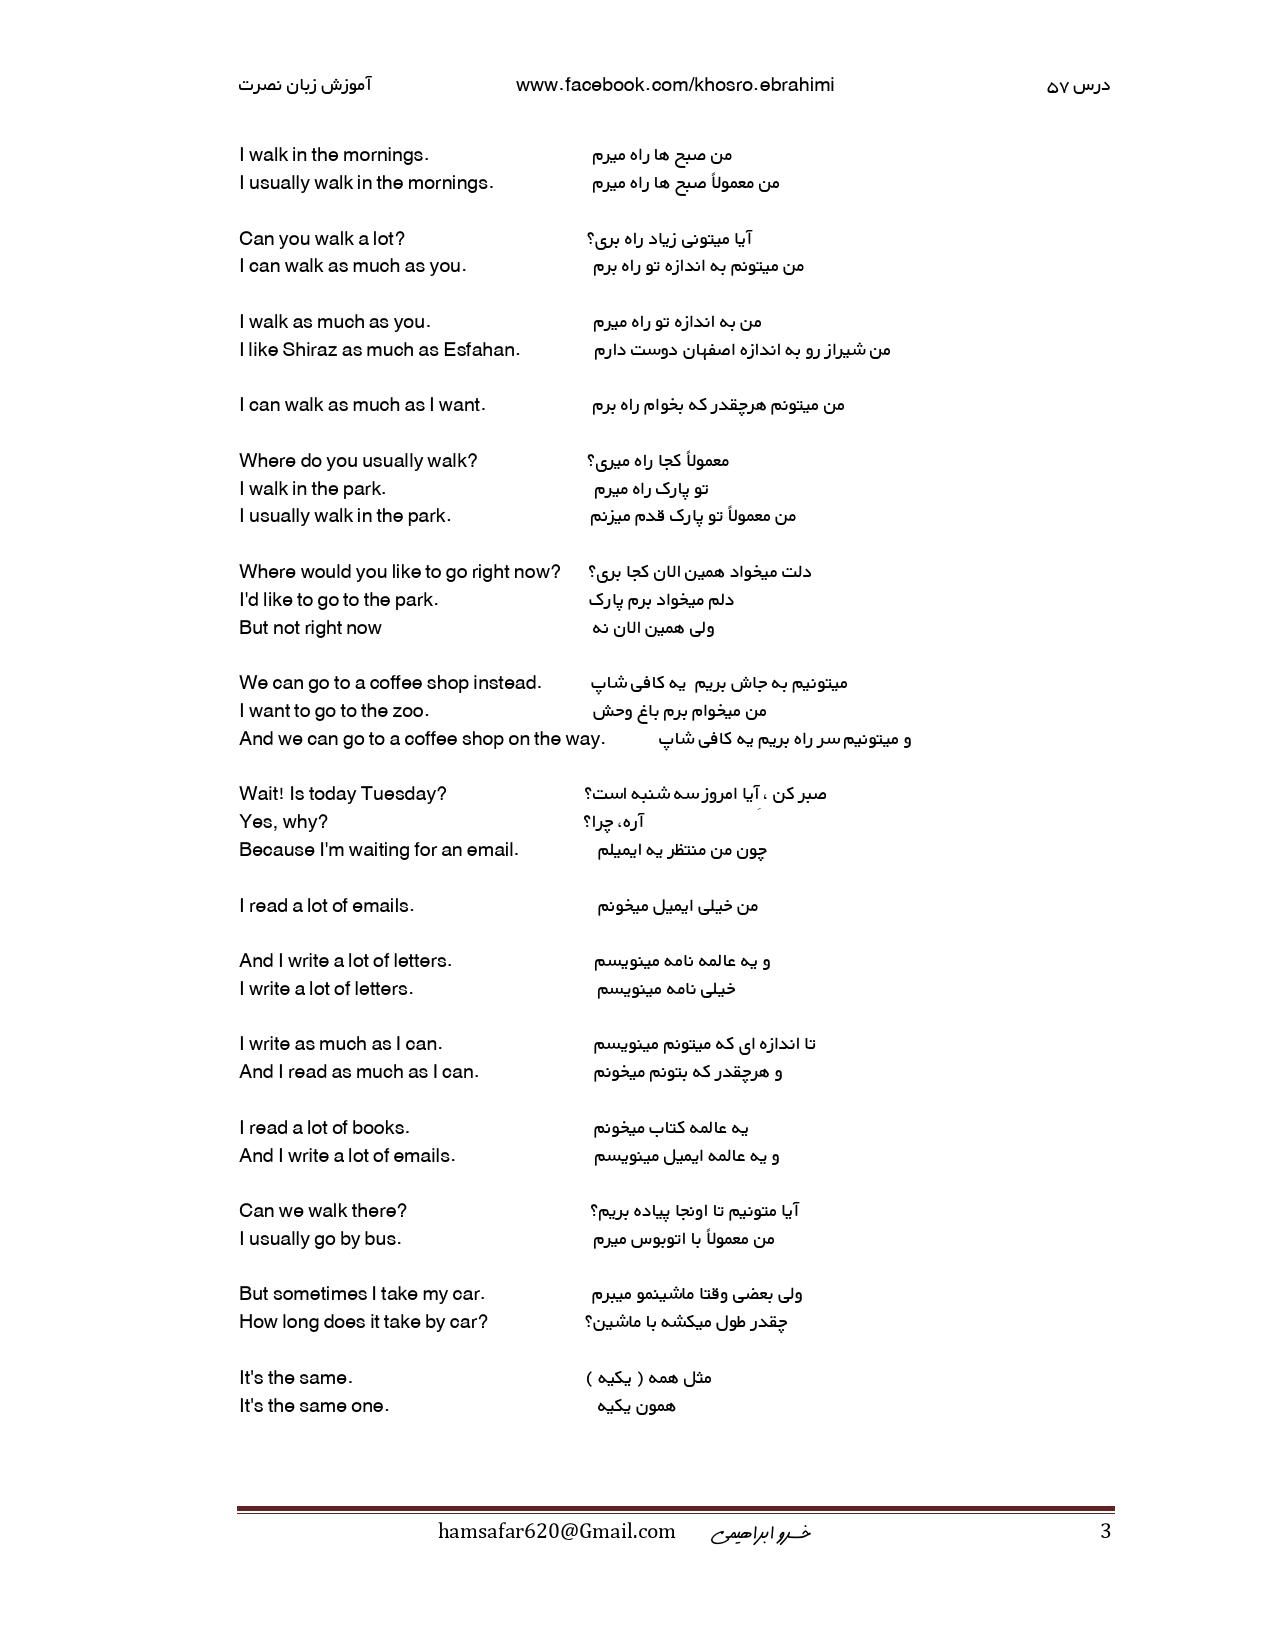 آموزش زبان نصرت www.facebook.com/khosro.ebrahimi درس ۵۷
I walk in the mornings. من صبح ها راه میرم
I usually walk in the mornings. من معمولاً صبح ها راه میرم
Can you walk a lot? آیا میتونی زیاد راه بری؟
I can walk as much as you. من میتونم به اندازه تو راه برم
I walk as much as you. من به اندازه تو راه میرم
I like Shiraz as much as Esfahan. من شیراز رو به اندازه اصفهان دوست دارم
I can walk as much as I want. من میتونم هرچقدر که بخوام راه برم
Where do you usually walk? معمولاً کجا راه میری؟
I walk in the park. تو پارک راه میرم
I usually walk in the park. من معمولاً تو پارک قدم میزنم
Where would you like to go right now? دلت میخواد همین الان کجا بری؟
I'd like to go to the park. دلم میخواد برم پارک
But not right now ولی همین الان نه
We can go to a coffee shop instead. میتونیم به جاش بریم یه کافی شاپ
I want to go to the zoo. من میخوام برم باغ وحش
And we can go to a coffee shop on the way. و میتونیم سر راه بریم یه کافی شاپ
Wait! Is today Tuesday? صبر کن ، آِیا امروز سه شنبه است؟
Yes, why? آره، چرا؟
Because I'm waiting for an email. چون من منتظر یه ایمیلم
I read a lot of emails. من خیلی ایمیل میخونم
And I write a lot of letters. و یه عالمه نامه مینویسم
I write a lot of letters. خیلی نامه مینویسم
I write as much as I can. تا اندازه ای که میتونم مینویسم
And I read as much as I can. و هرچقدر که بتونم میخونم
I read a lot of books. یه عالمه کتاب میخونم
And I write a lot of emails. و یه عالمه ایمیل مینویسم
Can we walk there? آیا متونیم تا اونجا پیاده بریم؟
I usually go by bus. من معمولاً با اتوبوس میرم
But sometimes I take my car. ولی بعضی وقتا ماشینمو میبرم
How long does it take by car? چقدر طول میکشه با ماشین؟
It's the same. مثل همه ( یکیه )
It's the same one. همون یکیه
hamsafar620@Gmail.com خسرو ابراهیمی 3